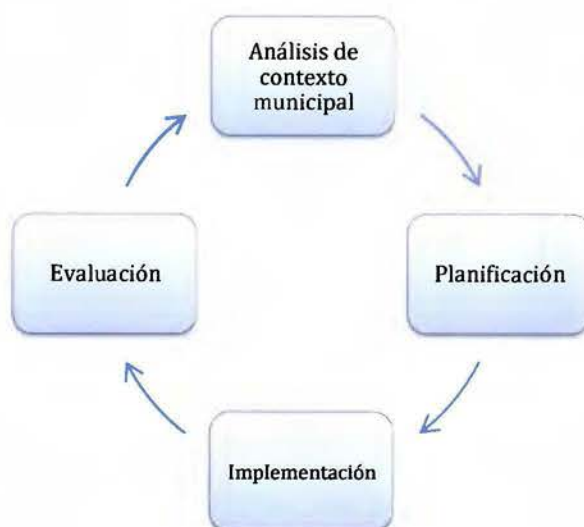 Análisis de
contexto
municipal
Planificación
Implementación
Evaluación